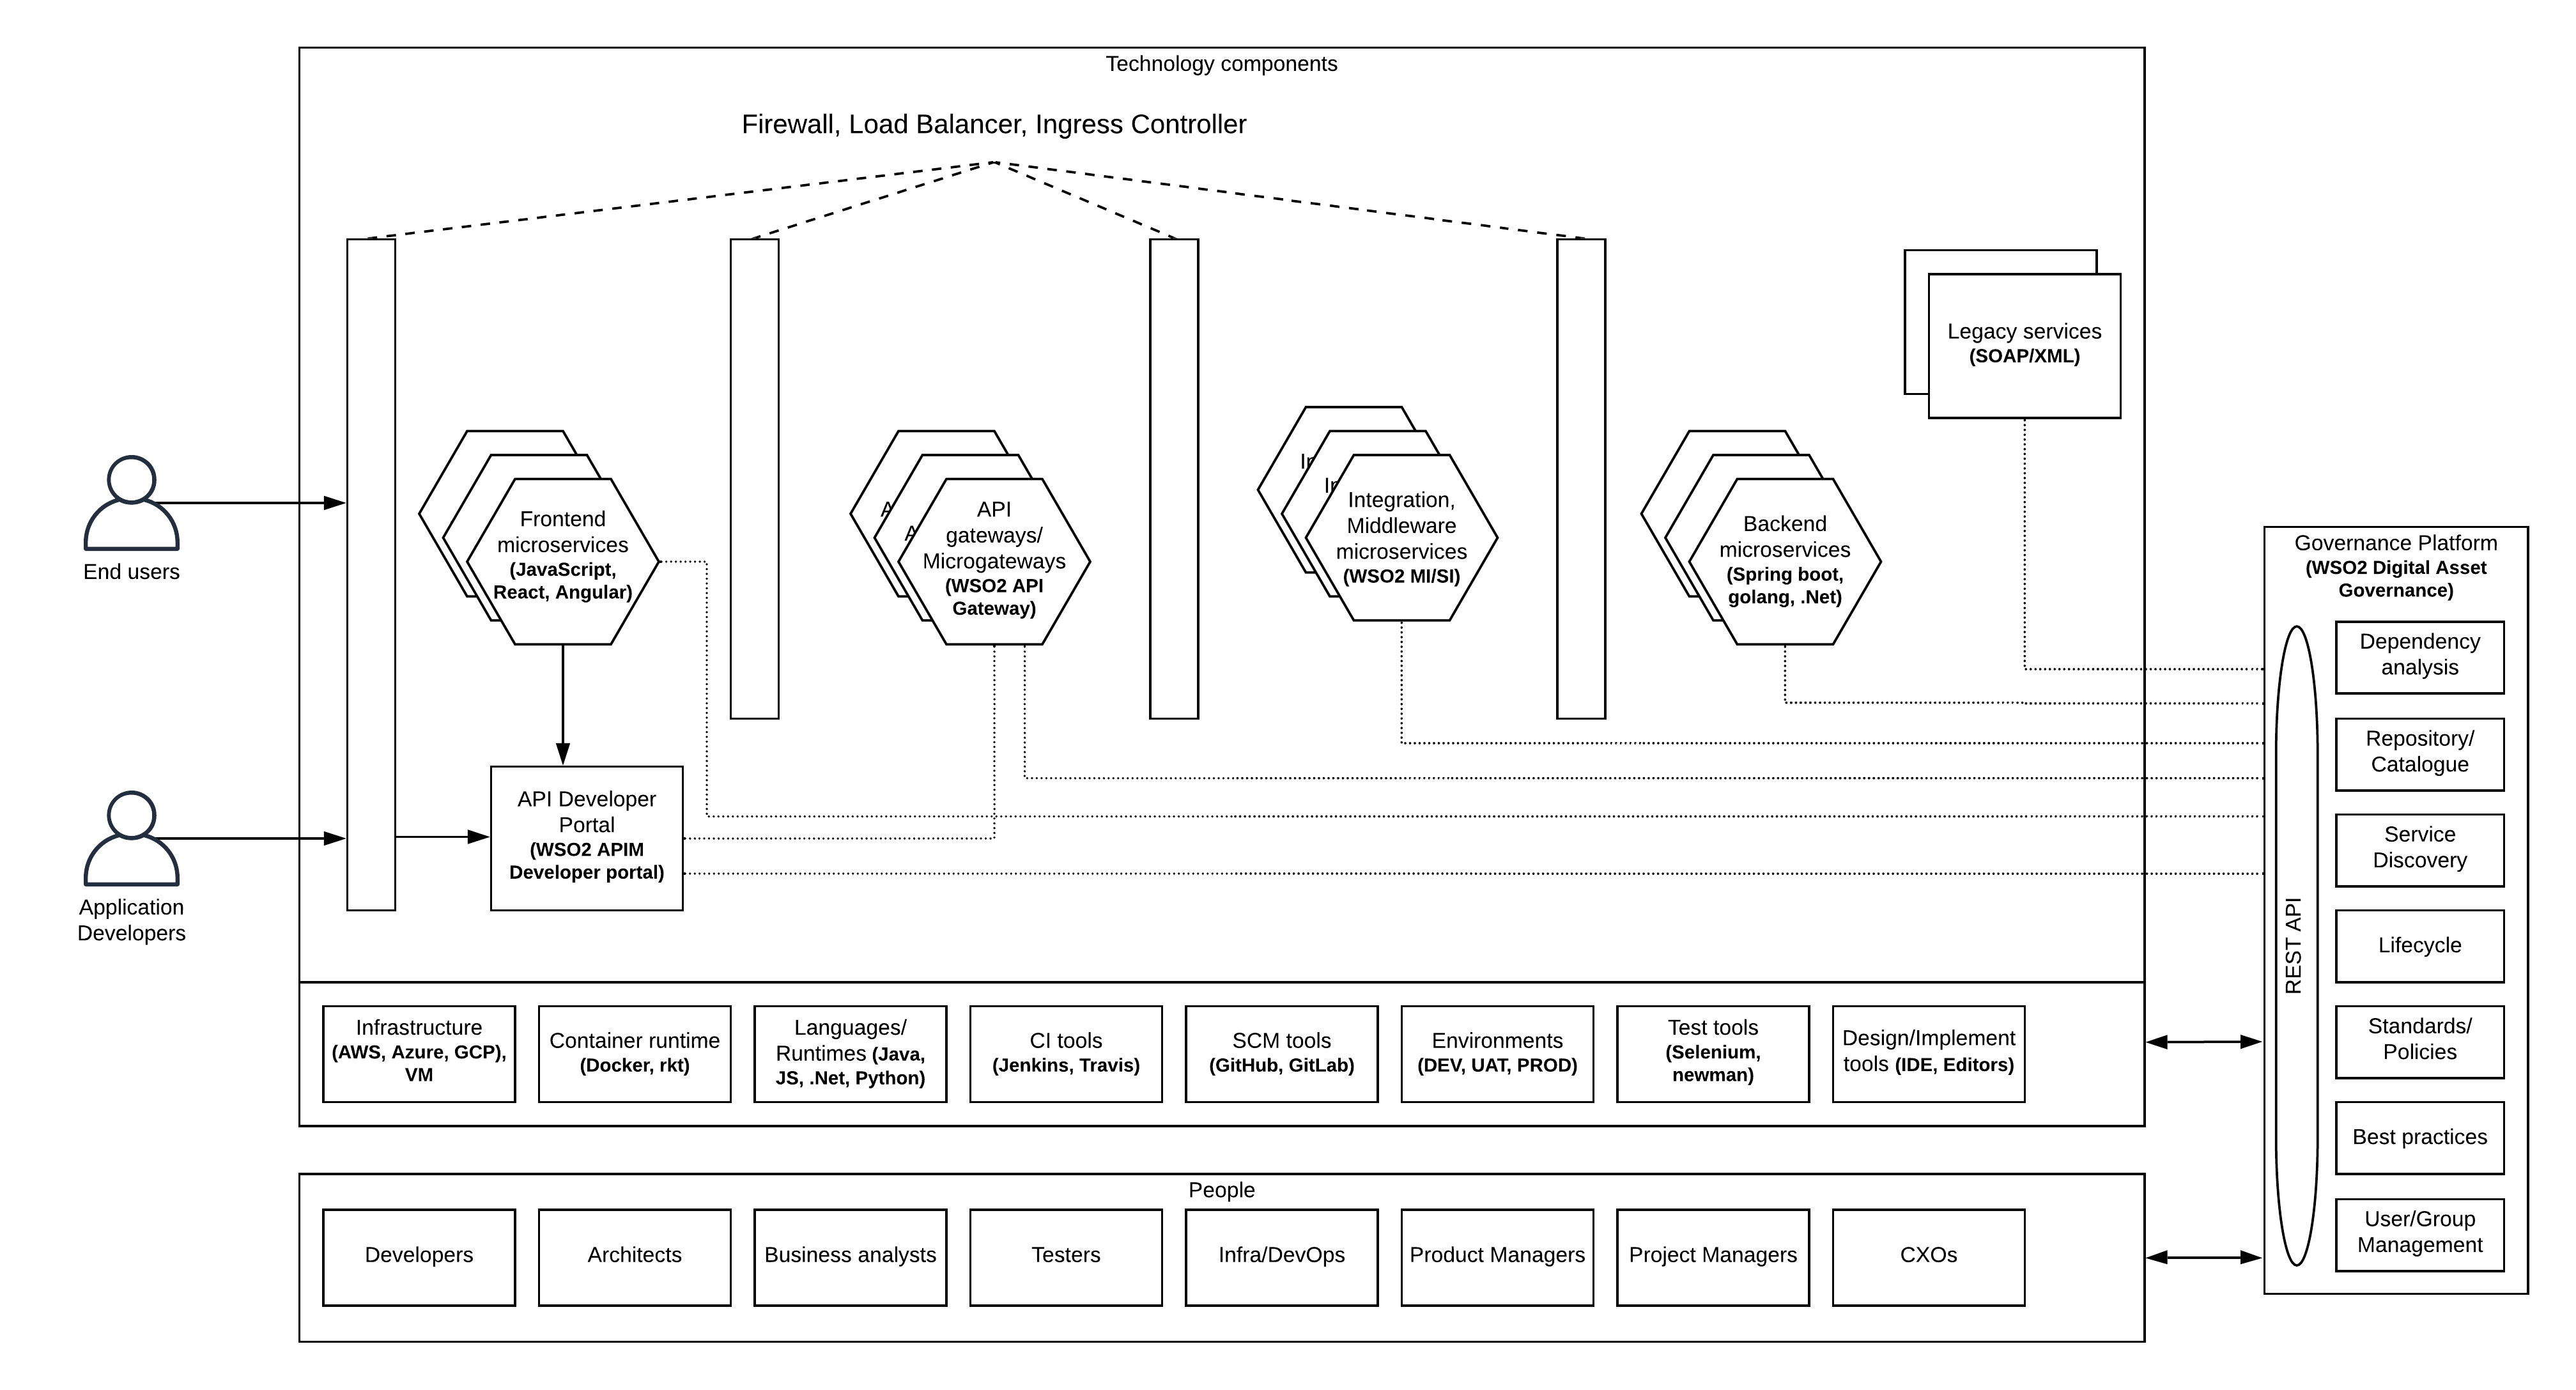 Technology components
Firewall, Load Balancer, Ingress Controller
Legacy services
(SOAP/XML)
End users
Frontend
microservices
(JavaScript,
React, Angular)
A
A
API
gateways/
Microgateways
(WSO2 API
Gateway)
In
In
Integration,
Middleware
microservices
(WSO2 MI/SI)
Backend
microservices
(Spring boot,
golang, .Net)
Application
Developers
API Developer
Portal
(WSO2 APIM
Developer portal)
Governance Platform
(WSO2 Digital Asset
Governance)
REST API
Dependency
analysis
Repository/
Catalogue
Service
Discovery
Lifecycle
Standards/
Policies
Best practices
User/Group
Management
Infrastructure
(AWS, Azure, GCP),
VM
Container runtime
(Docker, rkt)
Languages/
Runtimes (Java,
JS, .Net, Python)
CI tools
(Jenkins, Travis)
SCM tools
(GitHub, GitLab)
Environments
(DEV, UAT, PROD)
Test tools
(Selenium,
newman)
Design/Implement
tools (IDE, Editors)
People
Developers
Architects
Business analysts
Testers
Infra/DevOps
Product Managers
Project Managers
CXOs